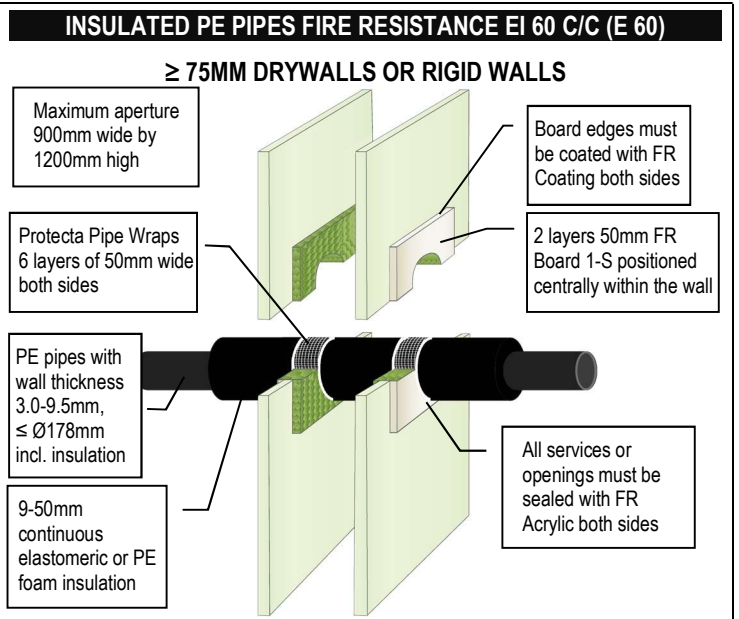 INSULATED PE PIPES FIRE RESISTANCE EI 60 C/C (E 60)
≥ 75MM DRYWALLS OR RIGID WALLS
Maximum aperture
900mm wide by
1200mm high
Board edges must
be coated with FR
Coating both sides
Protecta Pipe Wraps
6 layers of 50mm wide
both sides
2 layers 50mm FR
Board 1-S positioned
centrally within the wall
PE pipes with
wall thickness
3.0-9.5mm,
≤ Ø178mm
incl. insulation
All services or
openings must be
sealed with FR
Acrylic both sides
9-50mm
continuous
elastomeric or PE
foam insulation